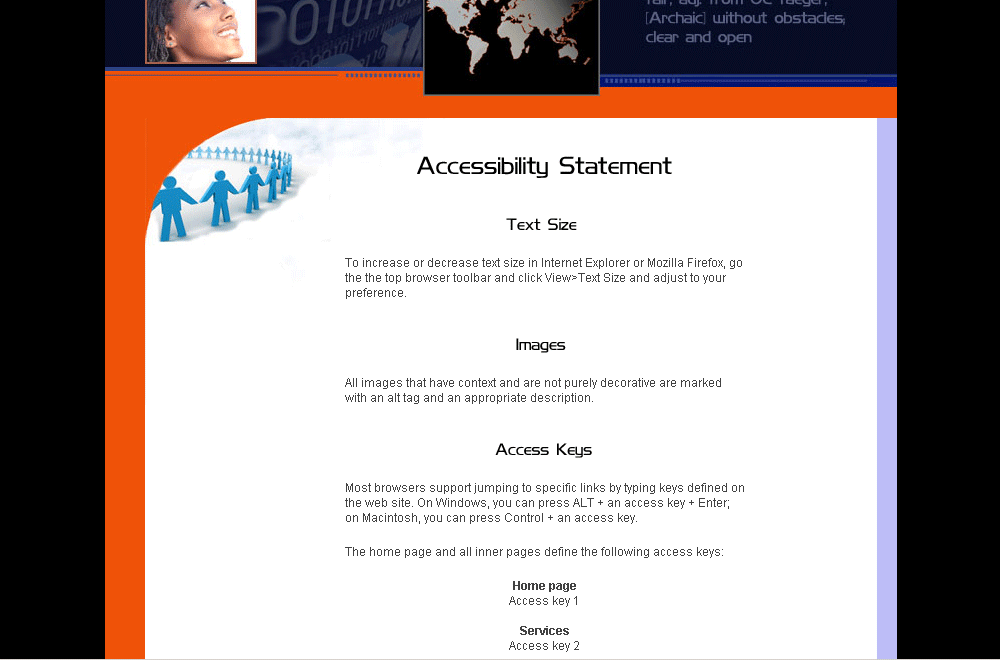 fair, adj. from OE faeger,
[Archaic] without obstacles;
clear and open
Accessibility Statement
Text Size
To increase or decrease text size in Internet Explorer or Mozilla Firefox, go
the the top browser toolbar and click View>Text Size and adjust to your
preference.
Images
All images that have context and are not purely decorative are marked
with an alt tag and an appropriate description.
Access Keys
Most browsers support jumping to specific links by typing keys defined on
the web site. On Windows, you can press ALT + an access key + Enter;
on Macintosh, you can press Control + an access key.
The home page and all inner pages define the following access keys:
Home page
Access key 1
Services
Access key 2